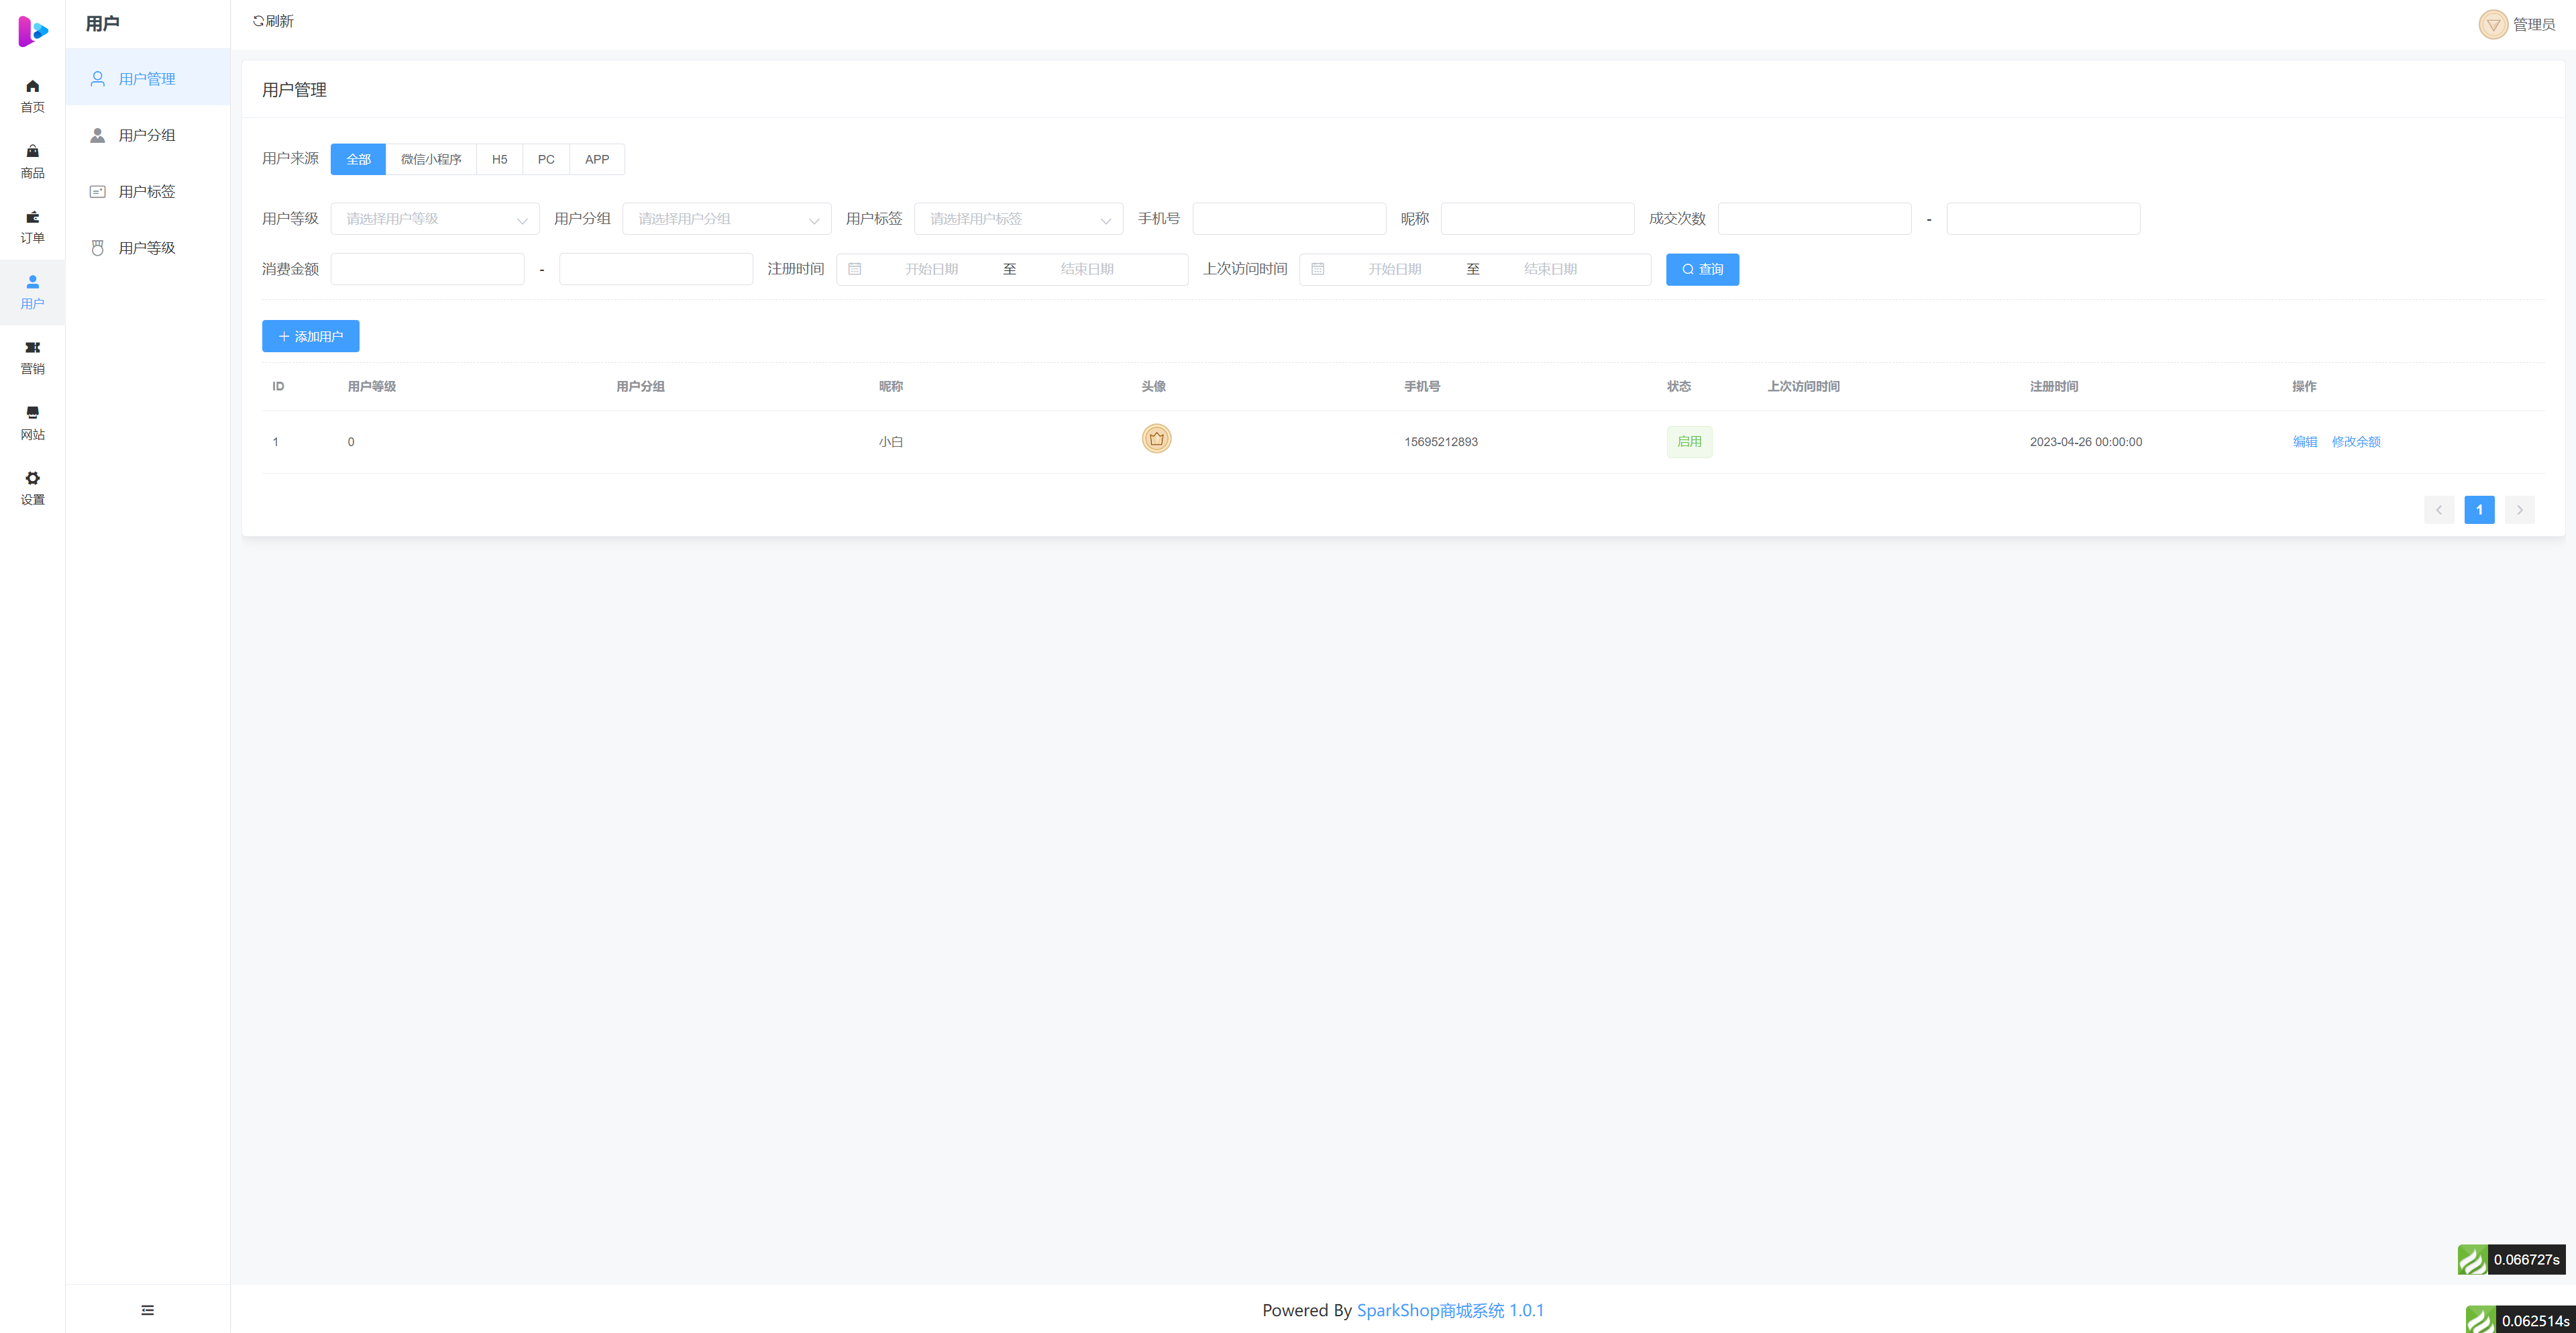 用户
刷新
管理员
首页
商品
订单
用户
营销
网站
设置
用户管理
用户分组
用户标签
用户等级
用户管理
用户来源 全部 微信小程序 H5 PC APP
用户等级 请选择用户等级 用户分组 请选择用户分组 用户标签 请选择用户标签 手机号 昵称 成交次数 -
消费金额 - 注册时间 开始日期 至 结束日期 上次访问时间 开始日期 至 结束日期 查询
添加用户
ID 用户等级 用户分组 昵称 头像 手机号 状态 上次访问时间 注册时间 操作
1 0 小白 15695212893 启用 2023-04-26 00:00:00 编辑 修改余额
1
0.066727s
Powered By SparkShop商城系统 1.0.1
0.062514s